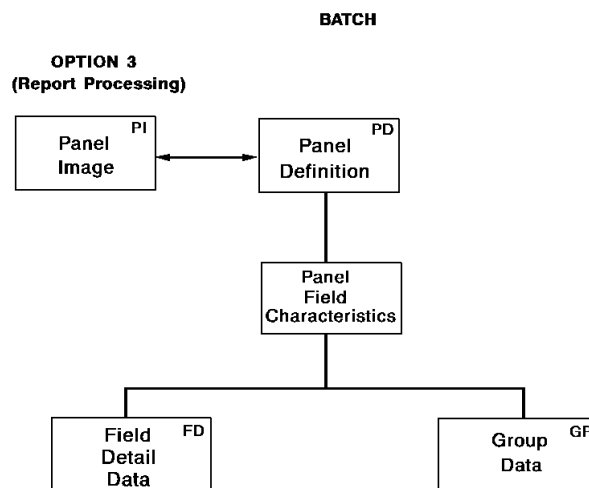 BATCH
OPTION 3
(Report Processing)
PI
Panel
Image
PD
Panel
Definition
Panel
Field
Characteristics
FD
Field
Detail
Data
Group
Data